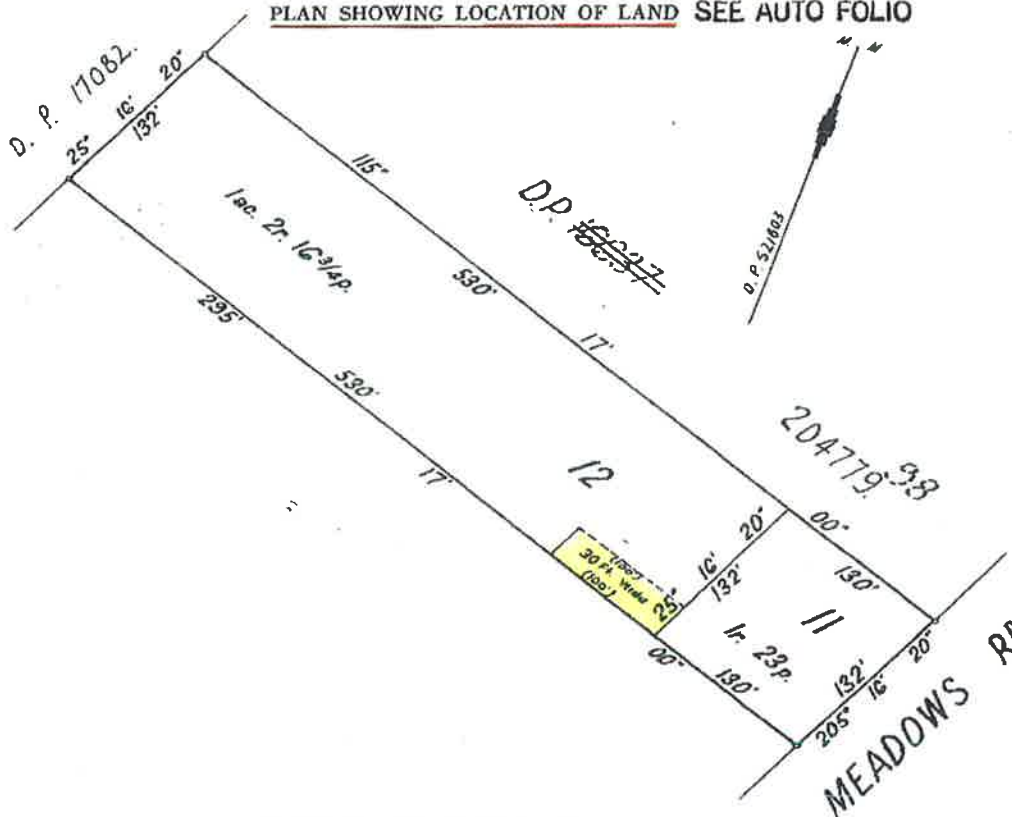 PLAN SHOWING LOCATION OF LAND SEE AUTO FOLIO
D. P. 17082.
25° 16' 20"
132'
115° 17' 00"
530'
130'
1ac. 2r. 16 3/4p.
D.P.
D.P. 521803
204779.98
295° 17' 00"
530'
130'
12
30 Ft. Wide
(100')
25° 16' 20"
132'
11
1r. 23p.
132'
205° 16' 20"
MEADOWS